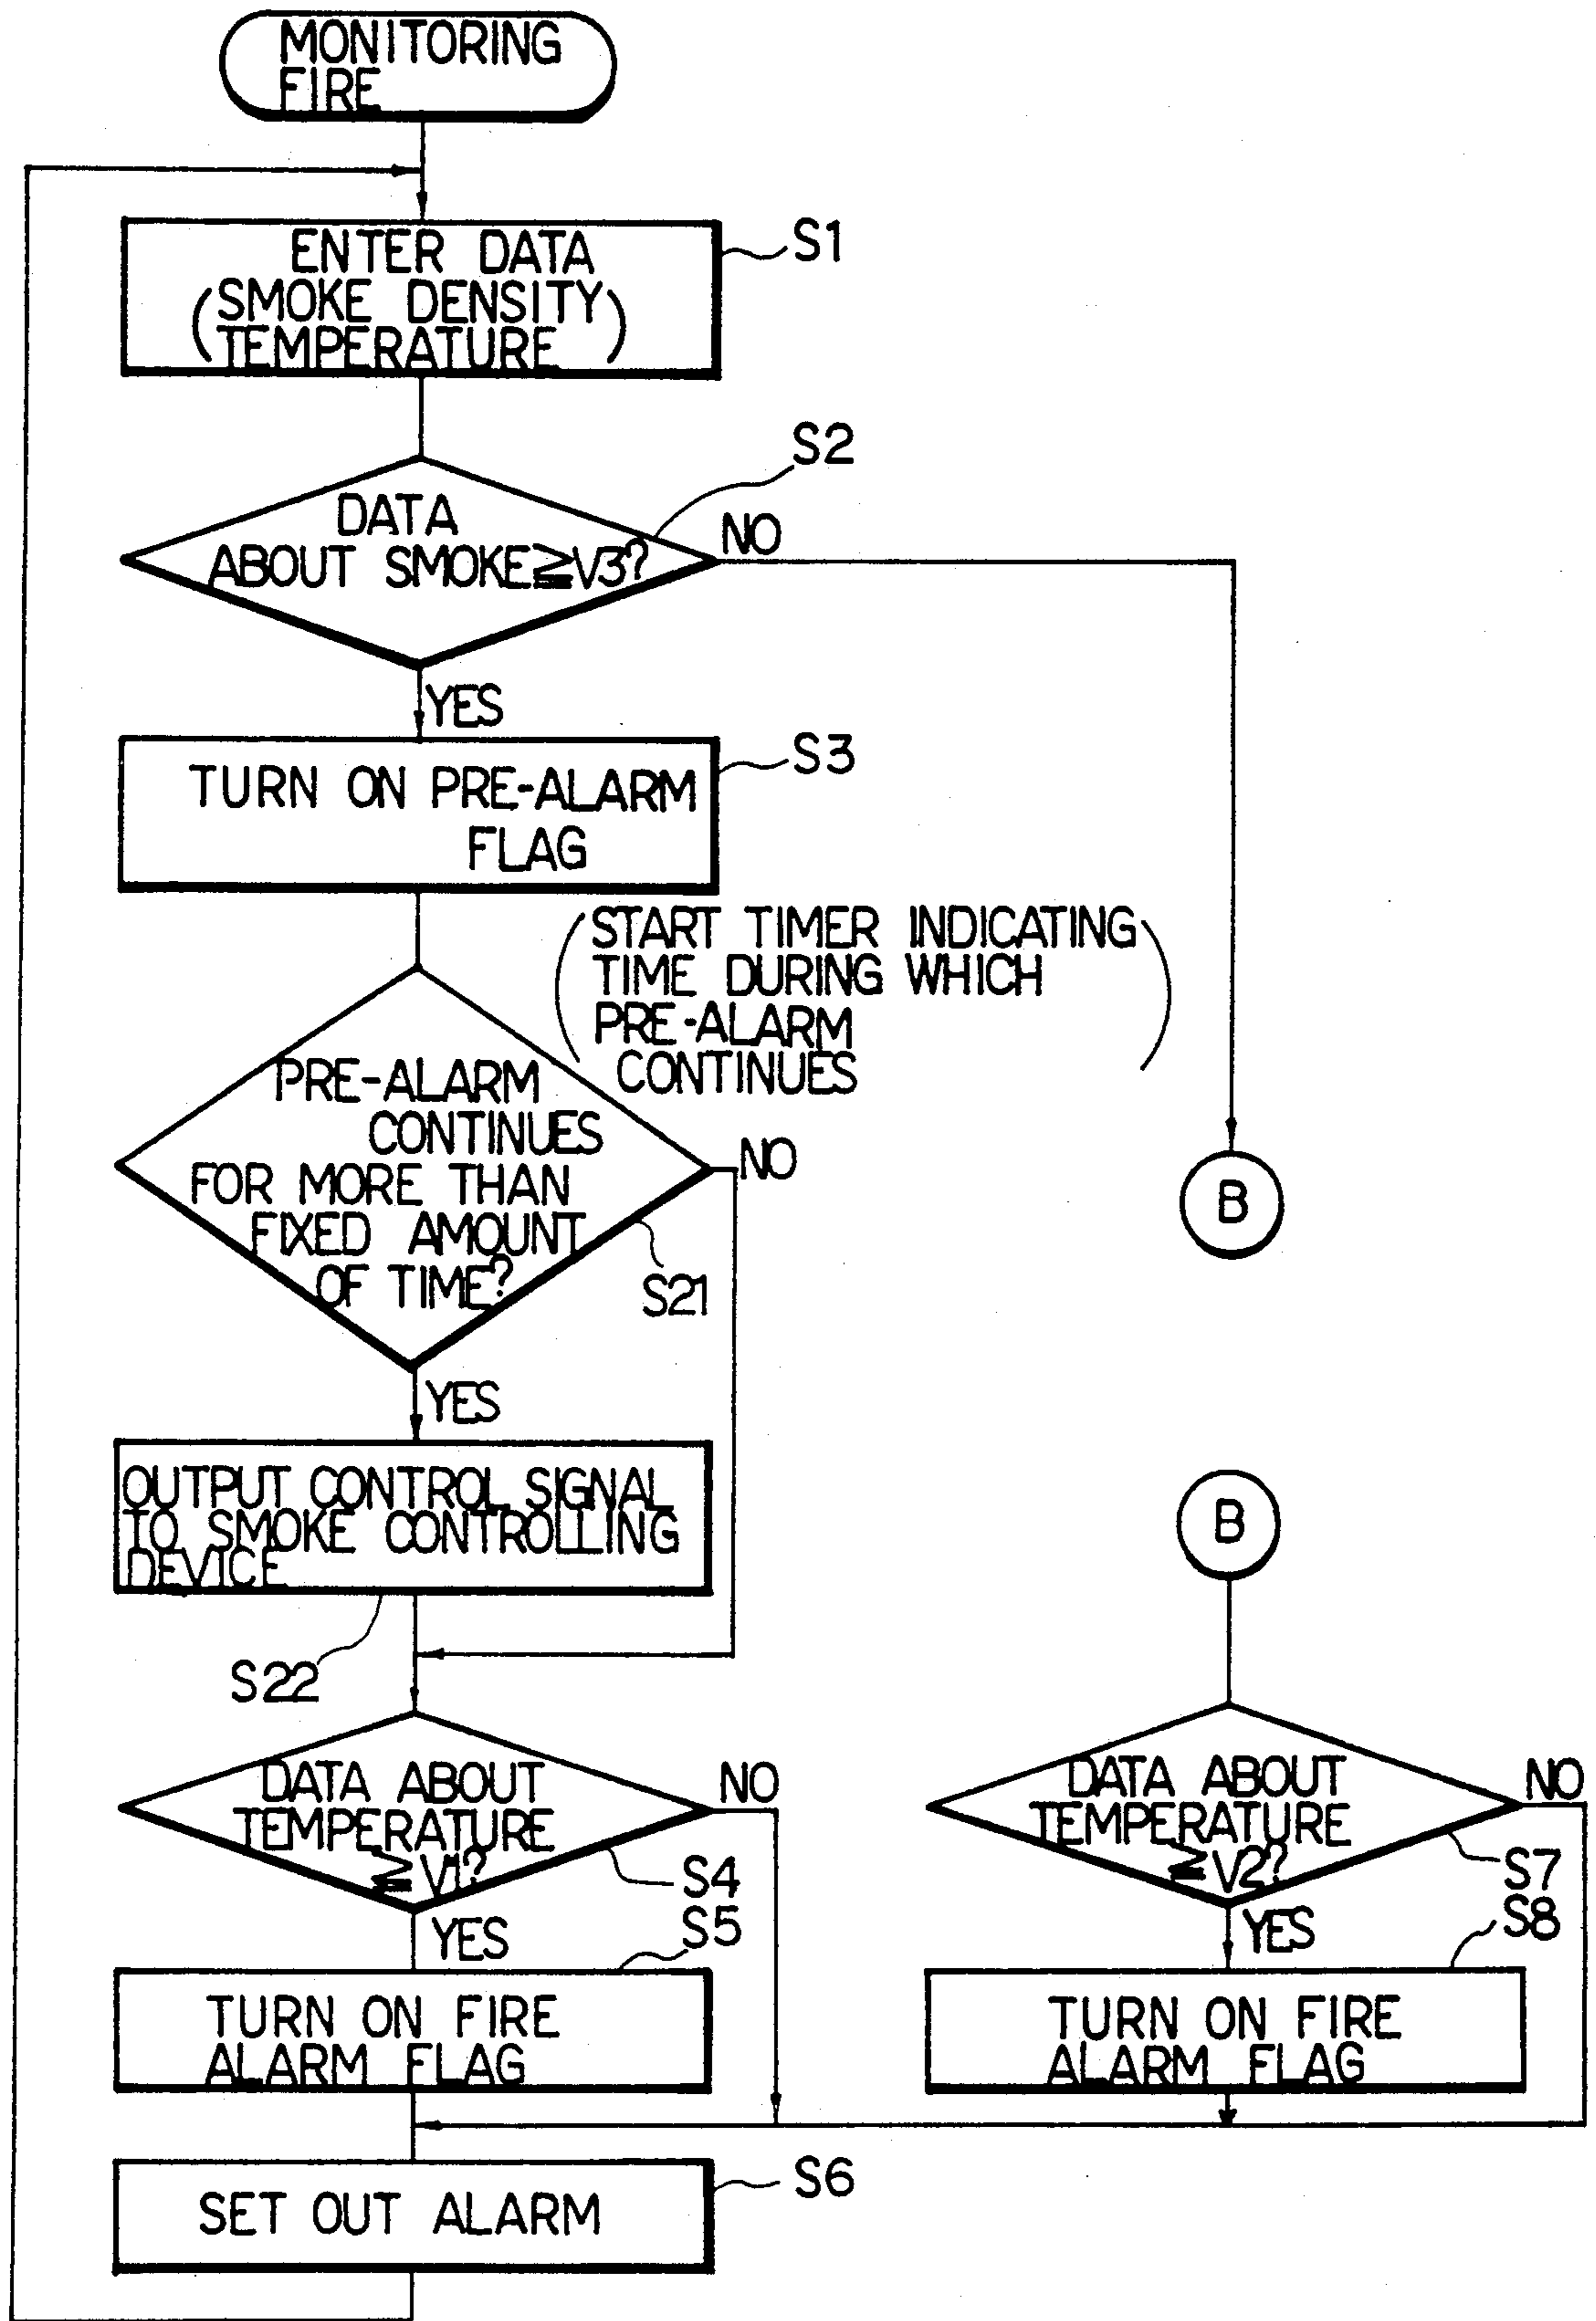 MONITORING
FIRE
ENTER DATA
(SMOKE DENSITY
TEMPERATURE)
S1
S2
DATA
ABOUT SMOKE≧V3?
NO
YES
S3
TURN ON PRE-ALARM
FLAG
(START TIMER INDICATING
TIME DURING WHICH
PRE-ALARM
CONTINUES)
PRE-ALARM
CONTINUES
FOR MORE THAN
FIXED AMOUNT
OF TIME?
NO
S21
B
YES
OUTPUT CONTROL SIGNAL
TO SMOKE CONTROLLING
DEVICE
S22
B
DATA ABOUT
TEMPERATURE
≧V1?
NO
S4
YES
S5
TURN ON FIRE
ALARM FLAG
DATA ABOUT
TEMPERATURE
≧V2?
NO
S7
YES
S8
TURN ON FIRE
ALARM FLAG
SET OUT ALARM
S6